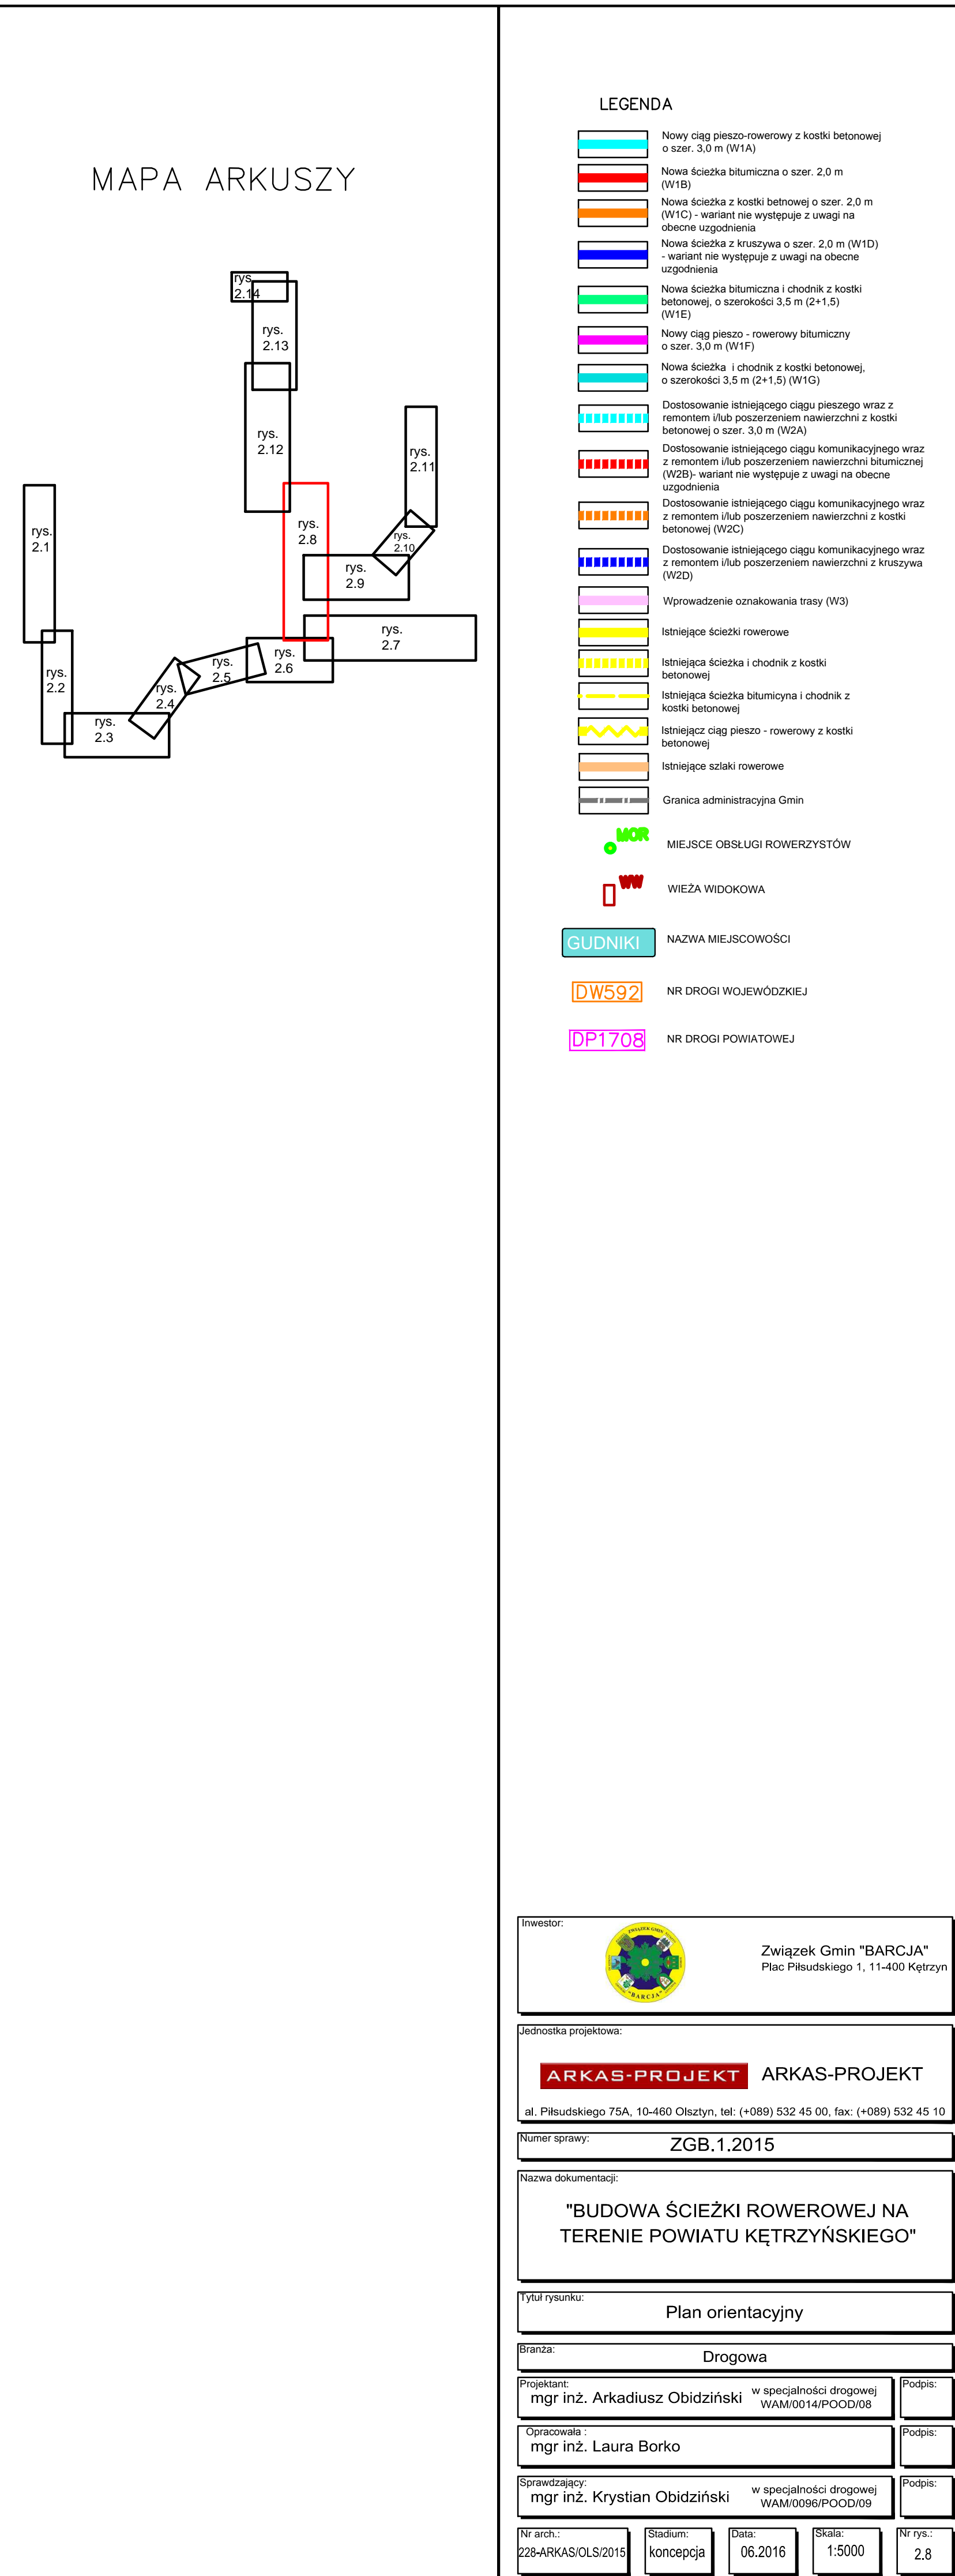 MAPA ARKUSZY
rys.
2.14
rys.
2.13
rys.
2.12
rys.
2.11
rys.
2.8
rys.
2.10
rys.
2.1
rys.
2.9
rys.
2.7
rys.
2.6
rys.
2.5
rys.
2.2
rys.
2.4
rys.
2.3
LEGENDA
Nowy ciąg pieszo-rowerowy z kostki betonowej
o szer. 3,0 m (W1A)
Nowa ścieżka bitumiczna o szer. 2,0 m
(W1B)
Nowa ścieżka z kostki betnowej o szer. 2,0 m
(W1C) - wariant nie występuje z uwagi na
obecne uzgodnienia
Nowa ścieżka z kruszywa o szer. 2,0 m (W1D)
- wariant nie występuje z uwagi na obecne
uzgodnienia
Nowa ścieżka bitumiczna i chodnik z kostki
betonowej, o szerokości 3,5 m (2+1,5)
(W1E)
Nowy ciąg pieszo - rowerowy bitumiczny
o szer. 3,0 m (W1F)
Nowa ścieżka i chodnik z kostki betonowej,
o szerokości 3,5 m (2+1,5) (W1G)
Dostosowanie istniejącego ciągu pieszego wraz z
remontem i/lub poszerzeniem nawierzchni z kostki
betonowej o szer. 3,0 m (W2A)
Dostosowanie istniejącego ciągu komunikacyjnego wraz
z remontem i/lub poszerzeniem nawierzchni bitumicznej
(W2B)- wariant nie występuje z uwagi na obecne
uzgodnienia
Dostosowanie istniejącego ciągu komunikacyjnego wraz
z remontem i/lub poszerzeniem nawierzchni z kostki
betonowej (W2C)
Dostosowanie istniejącego ciągu komunikacyjnego wraz
z remontem i/lub poszerzeniem nawierzchni z kruszywa
(W2D)
Wprowadzenie oznakowania trasy (W3)
Istniejące ścieżki rowerowe
Istniejąca ścieżka i chodnik z kostki
betonowej
Istniejąca ścieżka bitumicyna i chodnik z
kostki betonowej
Istniejącz ciąg pieszo - rowerowy z kostki
betonowej
Istniejące szlaki rowerowe
Granica administracyjna Gmin
MOR
MIEJSCE OBSŁUGI ROWERZYSTÓW
WW
WIEŻA WIDOKOWA
GUDNIKI
NAZWA MIEJSCOWOŚCI
DW592
NR DROGI WOJEWÓDZKIEJ
DP1708
NR DROGI POWIATOWEJ
Inwestor:
ZWIĄZEK GMIN
"BARCJA"
Związek Gmin "BARCJA"
Plac Piłsudskiego 1, 11-400 Kętrzyn
Jednostka projektowa:
ARKAS-PROJEKT
ARKAS-PROJEKT
al. Piłsudskiego 75A, 10-460 Olsztyn, tel: (+089) 532 45 00, fax: (+089) 532 45 10
Numer sprawy:
ZGB.1.2015
Nazwa dokumentacji:
"BUDOWA ŚCIEŻKI ROWEROWEJ NA
TERENIE POWIATU KĘTRZYŃSKIEGO"
Tytuł rysunku:
Plan orientacyjny
Branża:
Drogowa
Projektant:
mgr inż. Arkadiusz Obidziński
w specjalności drogowej
WAM/0014/POOD/08
Podpis:
Opracowała :
mgr inż. Laura Borko
Podpis:
Sprawdzający:
mgr inż. Krystian Obidziński
w specjalności drogowej
WAM/0096/POOD/09
Podpis:
Nr arch.:
228-ARKAS/OLS/2015
Stadium:
koncepcja
Data:
06.2016
Skala:
1:5000
Nr rys.:
2.8